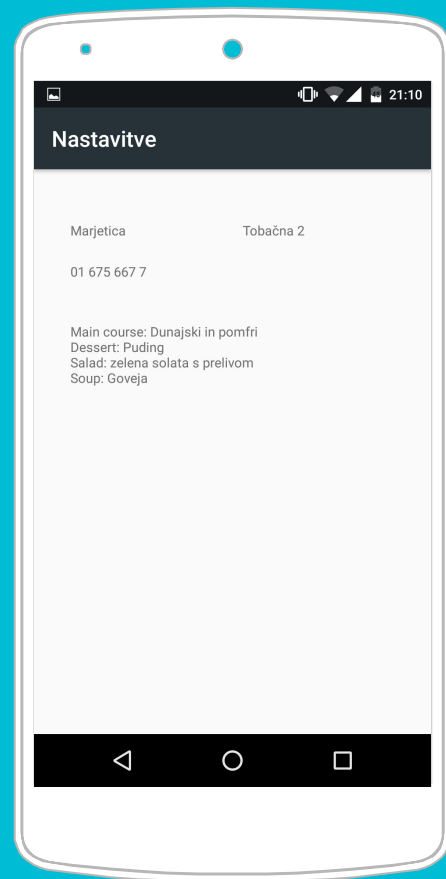 21:10
Nastavitve
Marjetica Tobačna 2
01 675 667 7
Main course: Dunajski in pomfri
Dessert: Puding
Salad: zelena solata s prelivom
Soup: Goveja